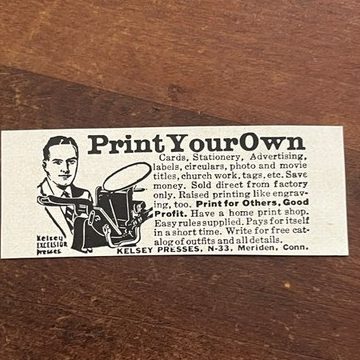 Print Your Own
Cards, Stationery, Advertising,
labels, circulars, photo and movie
titles, church work, tags, etc. Save
money. Sold direct from factory
only. Raised printing like engrav-
ing, too. Print for Others, Good
Profit. Have a home print shop.
Easy rules supplied. Pays for itself
in a short time. Write for free cat-
alog of outfits and all details.
KELSEY PRESSES, N-33, Meriden, Conn.
Kelsey
EXCELSIOR
Presses